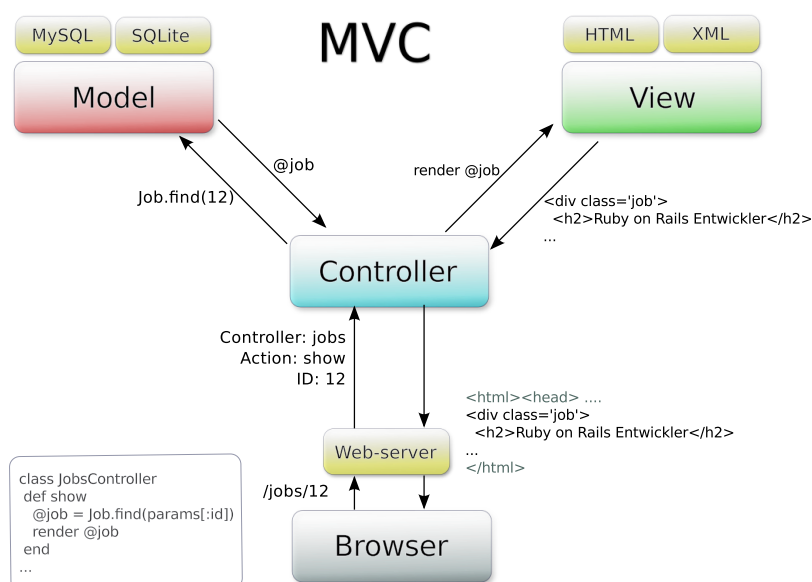 MVC
MySQL
SQLite
HTML
XML
Model
View
@job
render @job
Job.find(12)
<div class='job'>
<h2>Ruby on Rails Entwickler</h2>
...
Controller
Controller: jobs
Action: show
ID: 12
<html><head> ....
<div class='job'>
<h2>Ruby on Rails Entwickler</h2>
...
</html>
Web-server
/jobs/12
Browser
class JobsController
def show
@job = Job.find(params[:id])
render @job
end
...